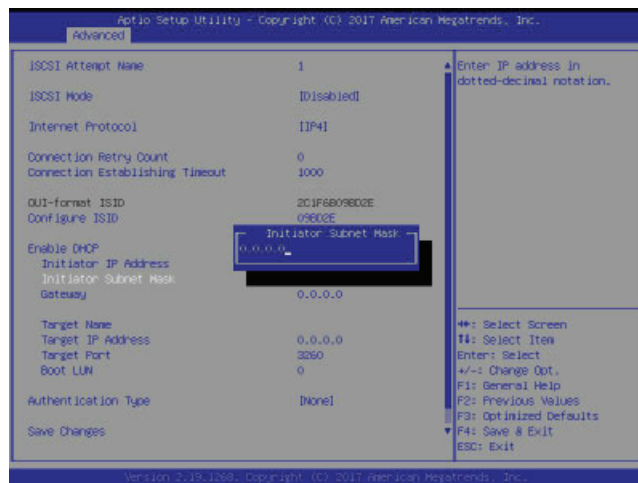 Aptio Setup Utility - Copyright (C) 2017 American Megatrends, Inc.
Advanced
iSCSI Attempt Name 1
iSCSI Mode [Disabled]
Internet Protocol [IP4]
Connection Retry Count 0
Connection Establishing Timeout 1000
OUI-format ISID 2C1F6B09BD2E
Configure ISID 09BD2E
Enable DHCP
Initiator IP Address
Initiator Subnet Mask
Gateway 0.0.0.0
Target Name
Target IP Address 0.0.0.0
Target Port 3260
Boot LUN 0
Authentication Type [None]
Save Changes
Initiator Subnet Mask
0.0.0.0_
Enter IP address in
dotted-decimal notation.
↔: Select Screen
↑↓: Select Item
Enter: Select
+/-: Change Opt.
F1: General Help
F2: Previous Values
F3: Optimized Defaults
F4: Save & Exit
ESC: Exit
Version 2.19.1268. Copyright (C) 2017 American Megatrends, Inc.